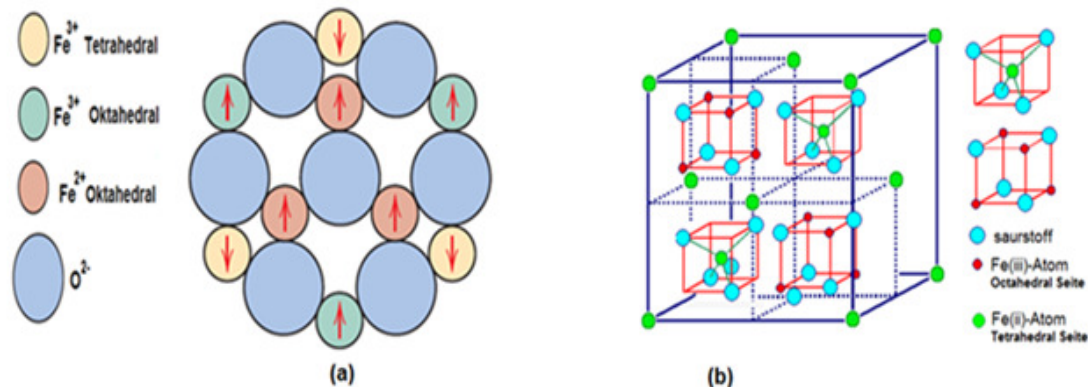 Fe3+ Tetrahedral
Fe3+ Oktahedral
Fe2+ Oktahedral
O2-
(a)
saurstoff
Fe(iii)-Atom
Octahedral Seite
Fe(ii)-Atom
Tetrahedral Seite
(b)